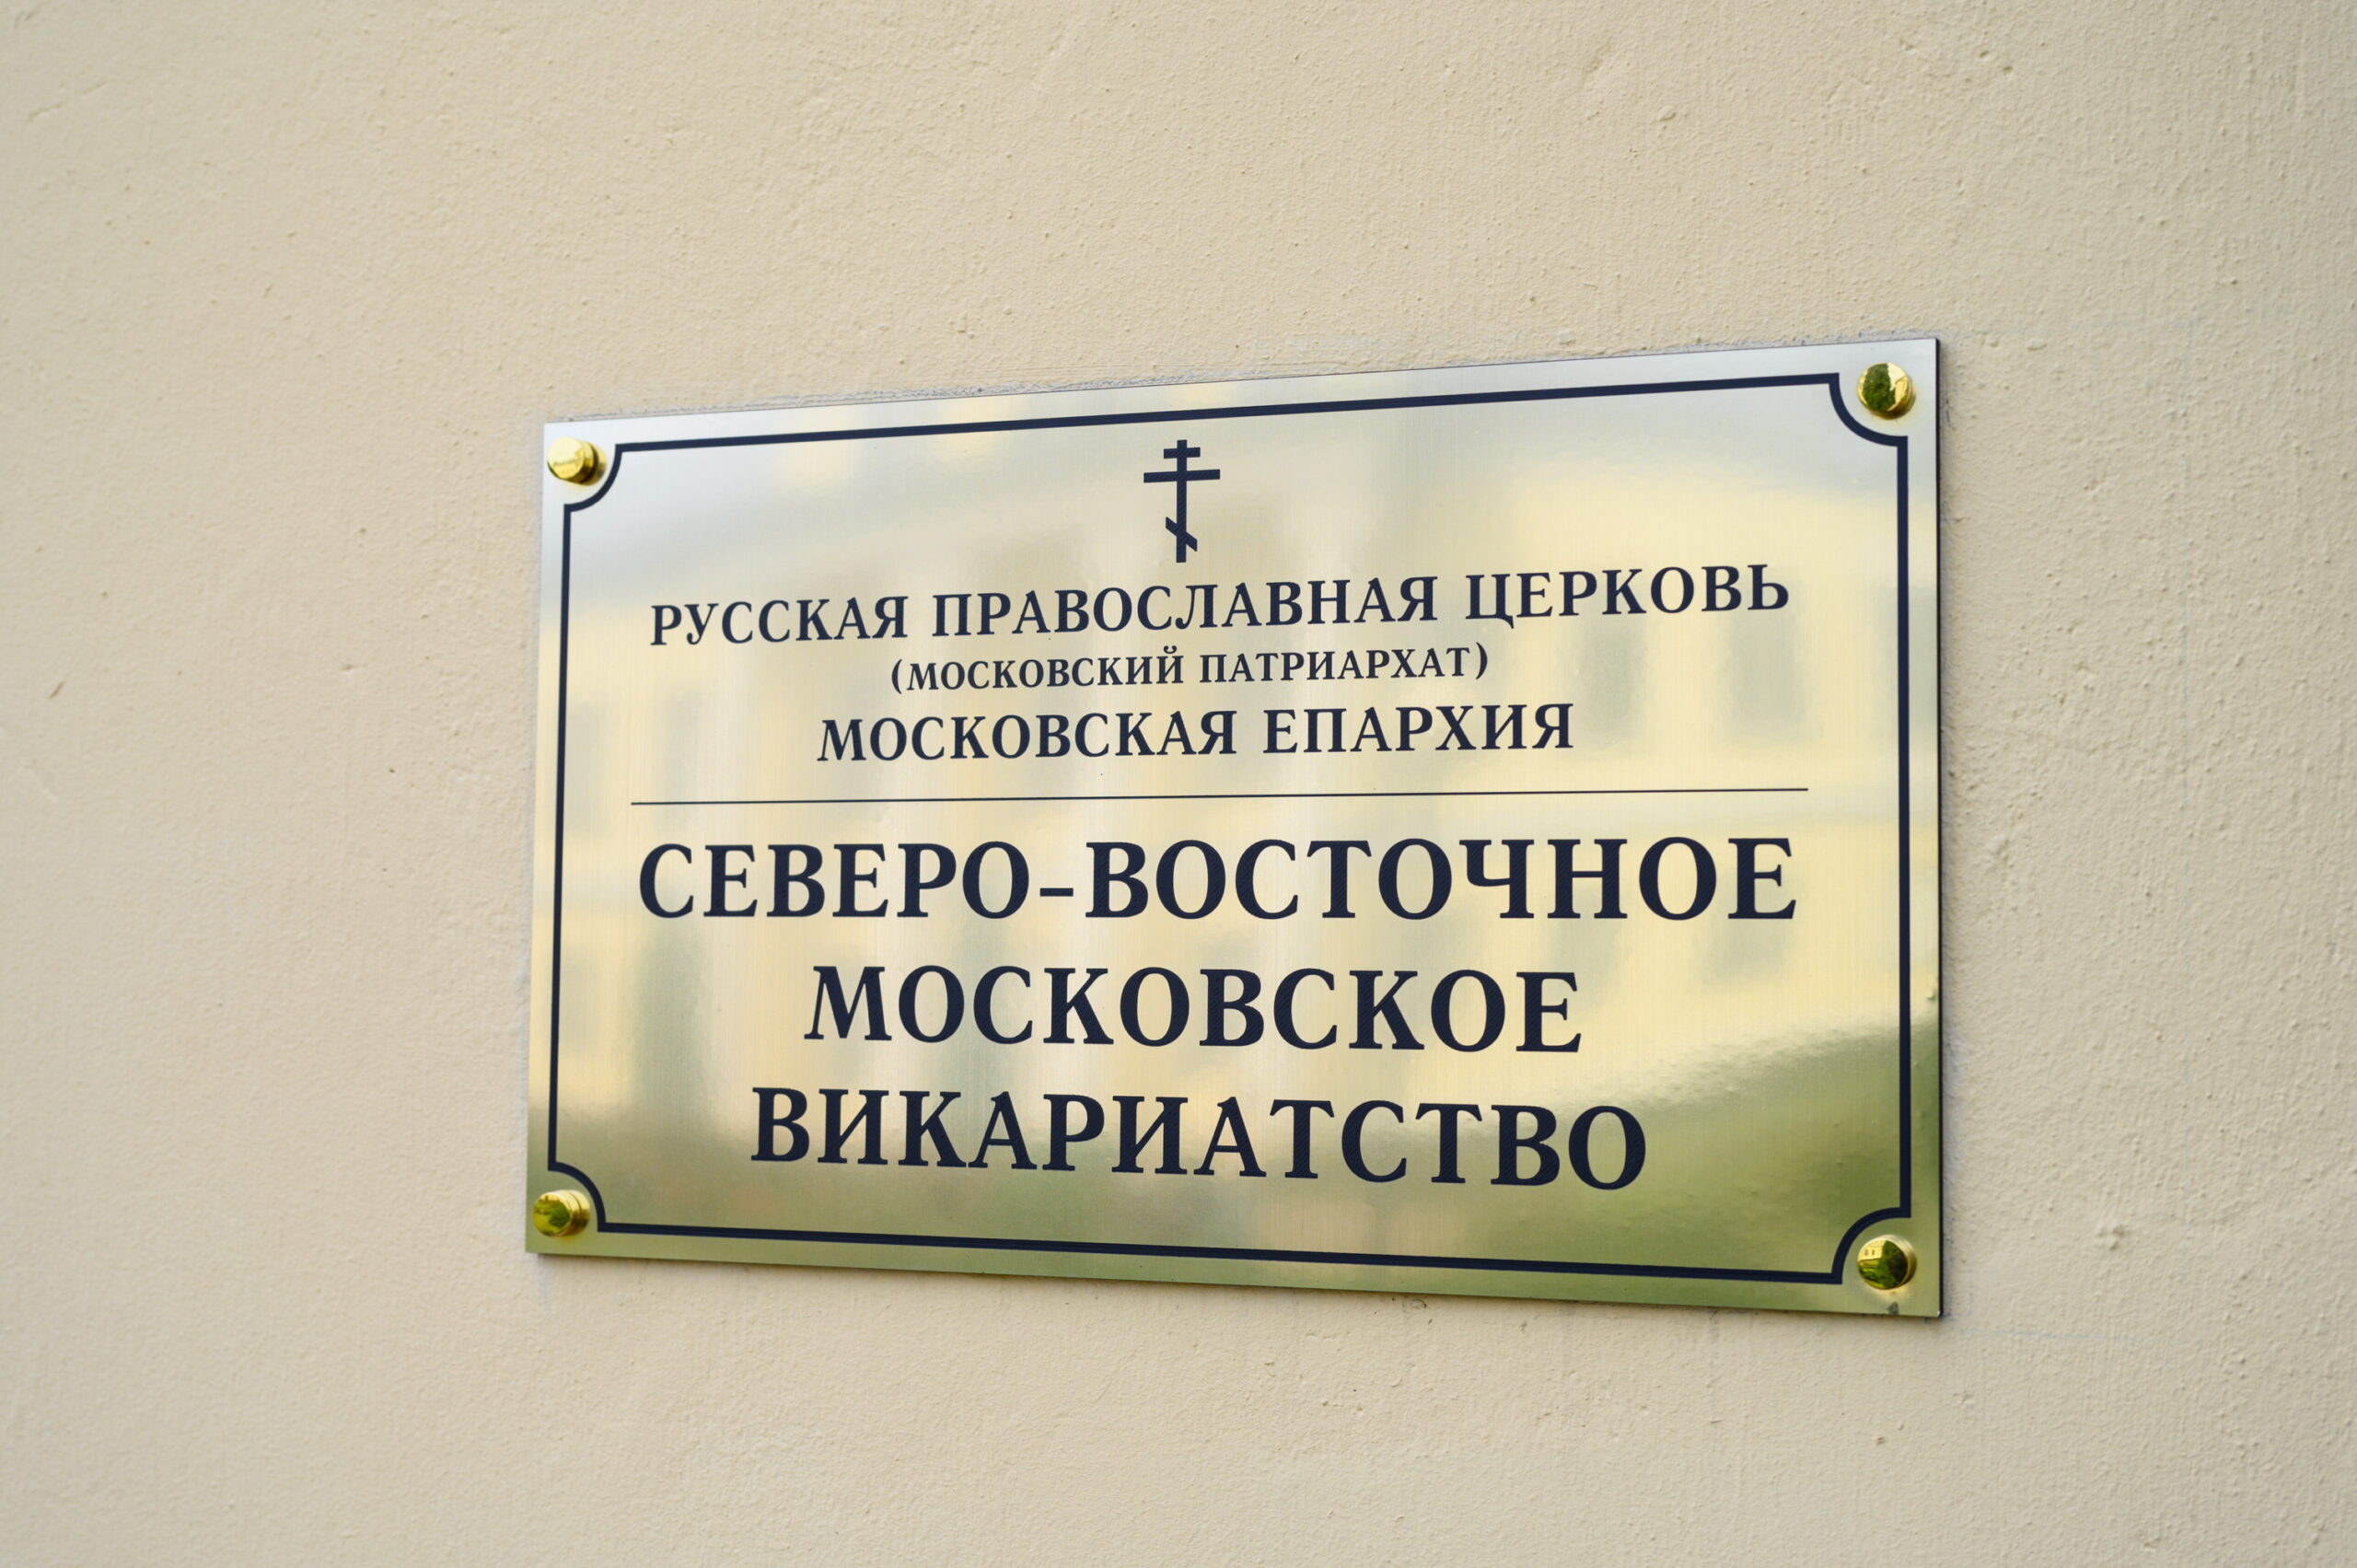 РУССКАЯ ПРАВОСЛАВНАЯ ЦЕРКОВЬ
(МОСКОВСКИЙ ПАТРИАРХАТ)
МОСКОВСКАЯ ЕПАРХИЯ
СЕВЕРО-ВОСТОЧНОЕ
МОСКОВСКОЕ
ВИКАРИАТСТВО